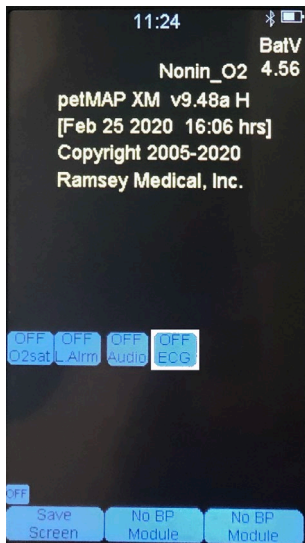 11:24
BatV
Nonin_O2 4.56
petMAP XM v9.48a H
[Feb 25 2020 16:06 hrs]
Copyright 2005-2020
Ramsey Medical, Inc.
OFF OFF OFF OFF
O2sat L.Alrm Audio ECG
OFF
Save No BP No BP
Screen Module Module